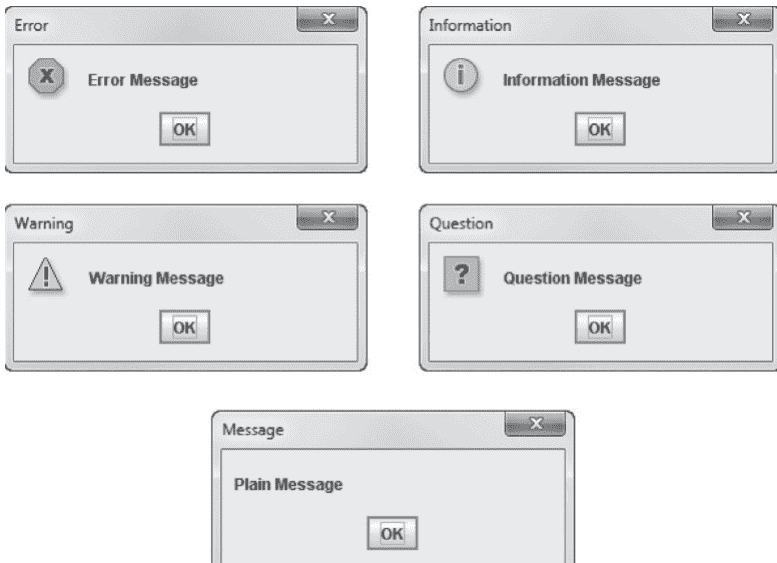 Error
X
Error Message
OK
Information
X
i
Information Message
OK
Warning
X
!
Warning Message
OK
Question
X
?
Question Message
OK
Message
X
Plain Message
OK